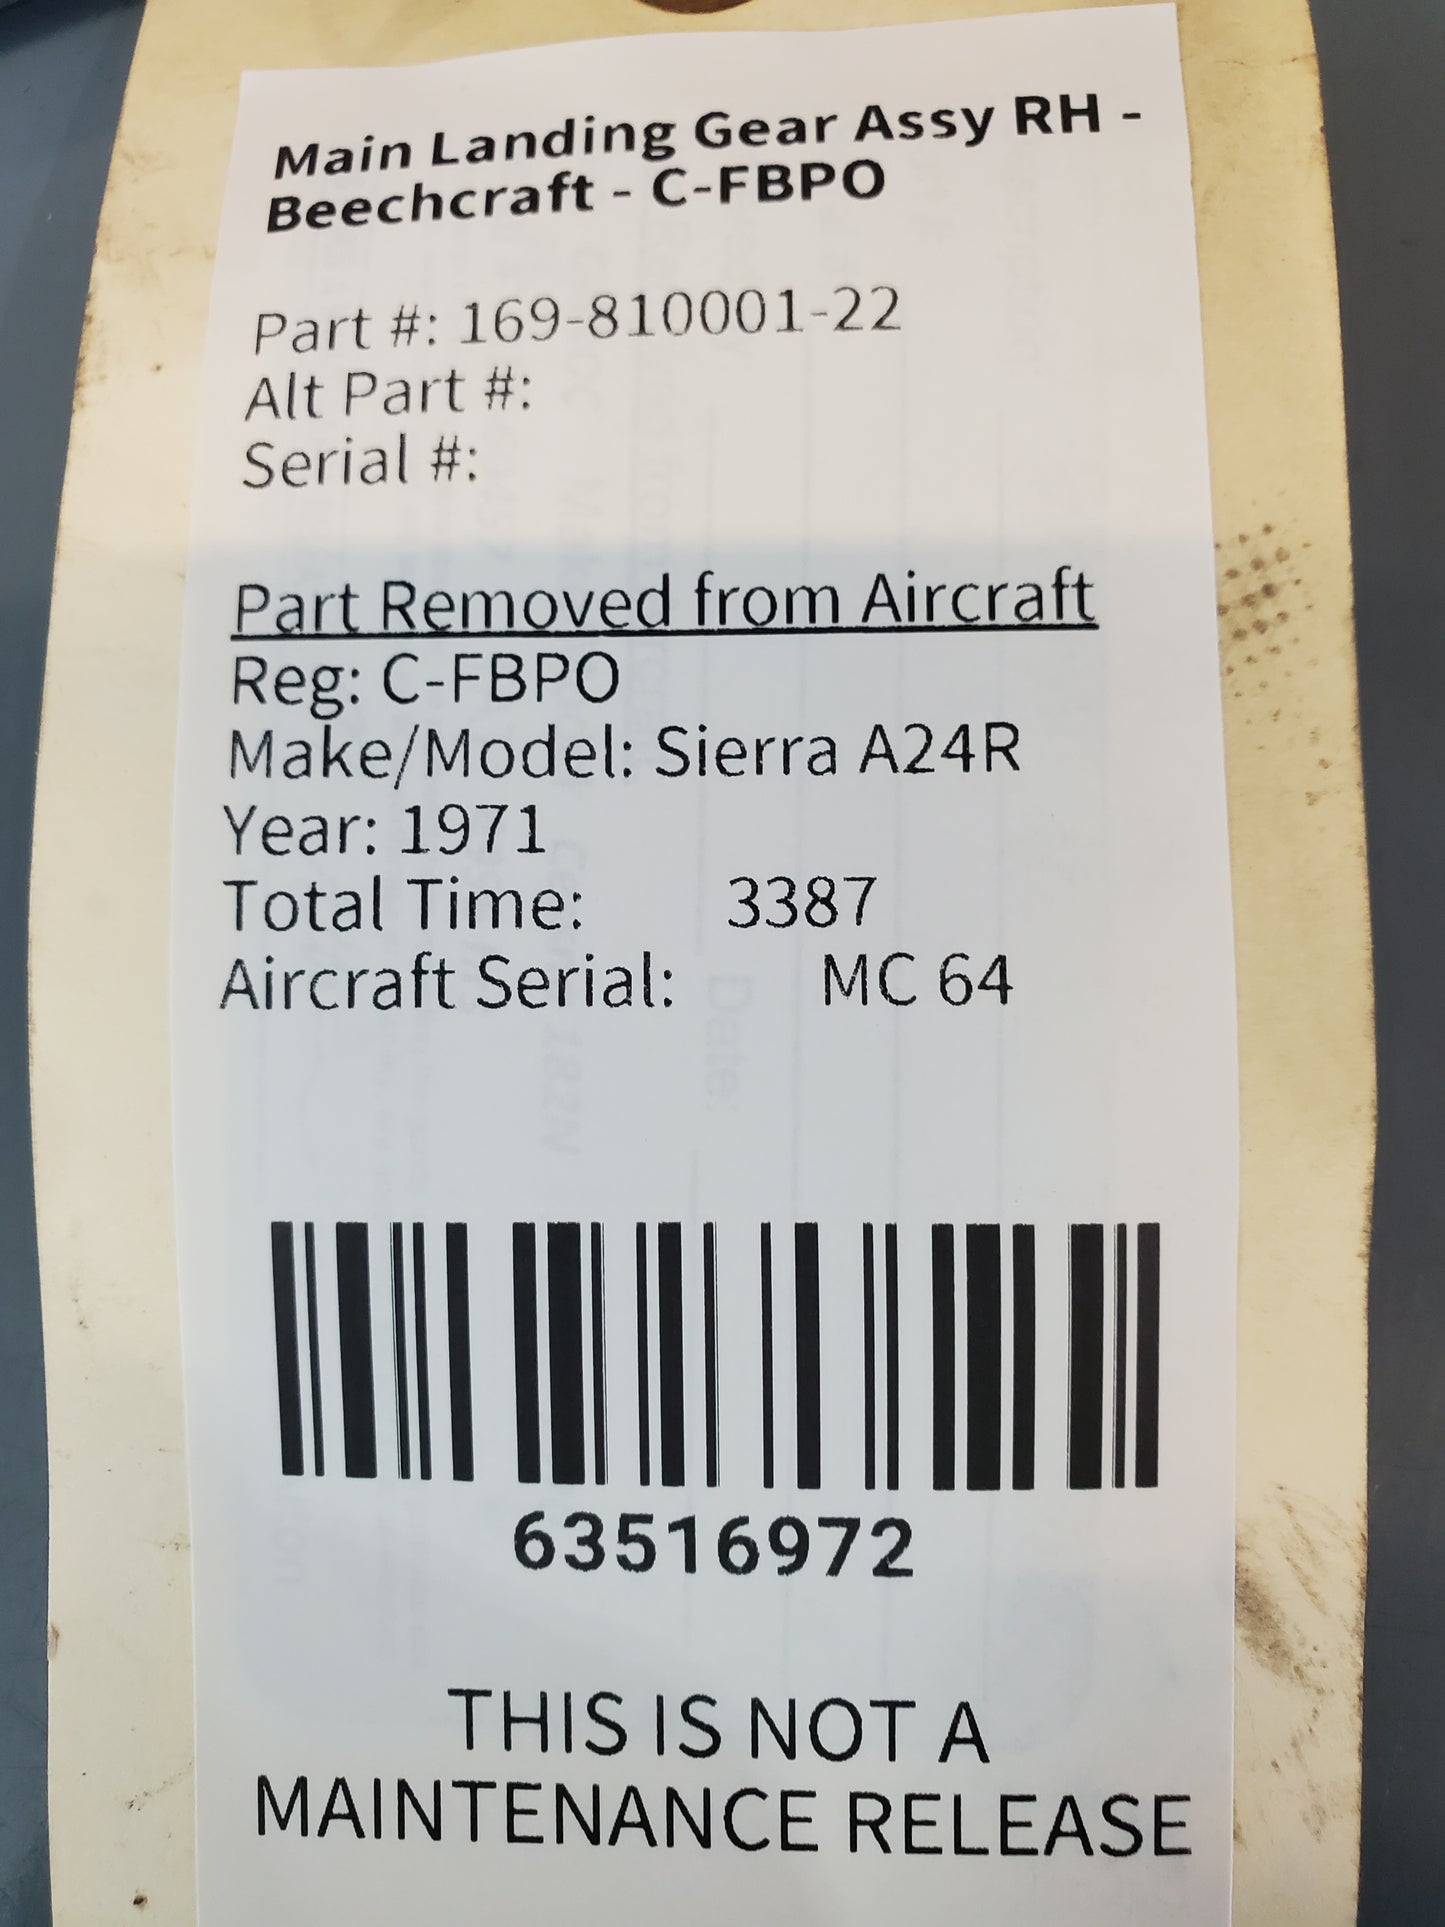 Main Landing Gear Assy RH -
Beechcraft - C-FBPO
Part #: 169-810001-22
Alt Part #:
Serial #:
Part Removed from Aircraft
Reg: C-FBPO
Make/Model: Sierra A24R
Year: 1971
Total Time: 3387
Aircraft Serial: MC 64
63516972
THIS IS NOT A
MAINTENANCE RELEASE